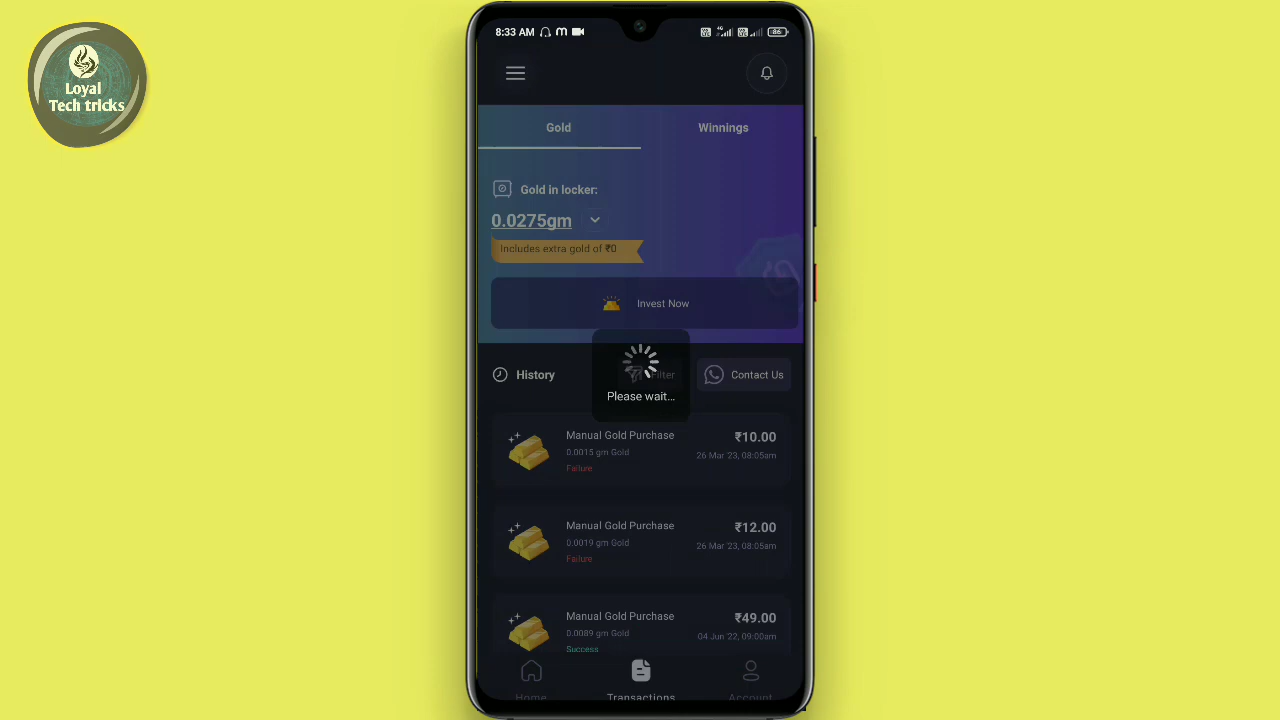 Loyal
Tech tricks
8:33 AM
86
Gold
Winnings
Gold in locker:
0.0275gm
Includes extra gold of ₹0
Invest Now
History
Filter
Contact Us
Please wait...
Manual Gold Purchase
₹10.00
0.0015 gm Gold
26 Mar '23, 08:05am
Failure
Manual Gold Purchase
₹12.00
0.0019 gm Gold
26 Mar '23, 08:05am
Failure
Manual Gold Purchase
₹49.00
0.0089 gm Gold
04 Jun '22, 09:00am
Success
Home
Transactions
Account